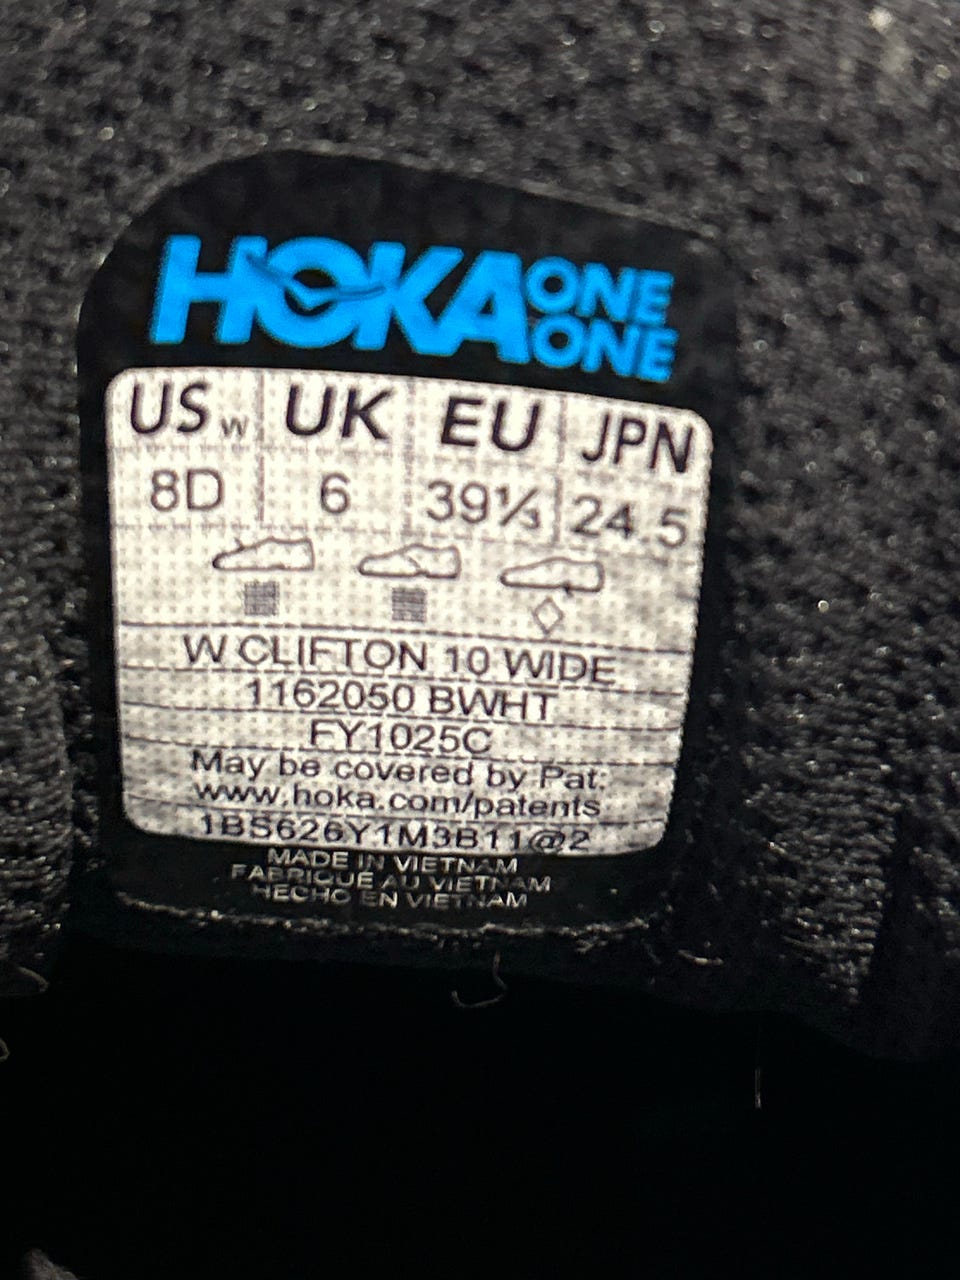 HOKA ONE ONE
US W UK EU JPN
8D 6 39⅓ 24.5
W CLIFTON 10 WIDE
1162050 BWHT
FY1025C
May be covered by Pat:
www.hoka.com/patents
1BS626Y1M3B11@2
MADE IN VIETNAM
FABRIQUE AU VIETNAM
HECHO EN VIETNAM